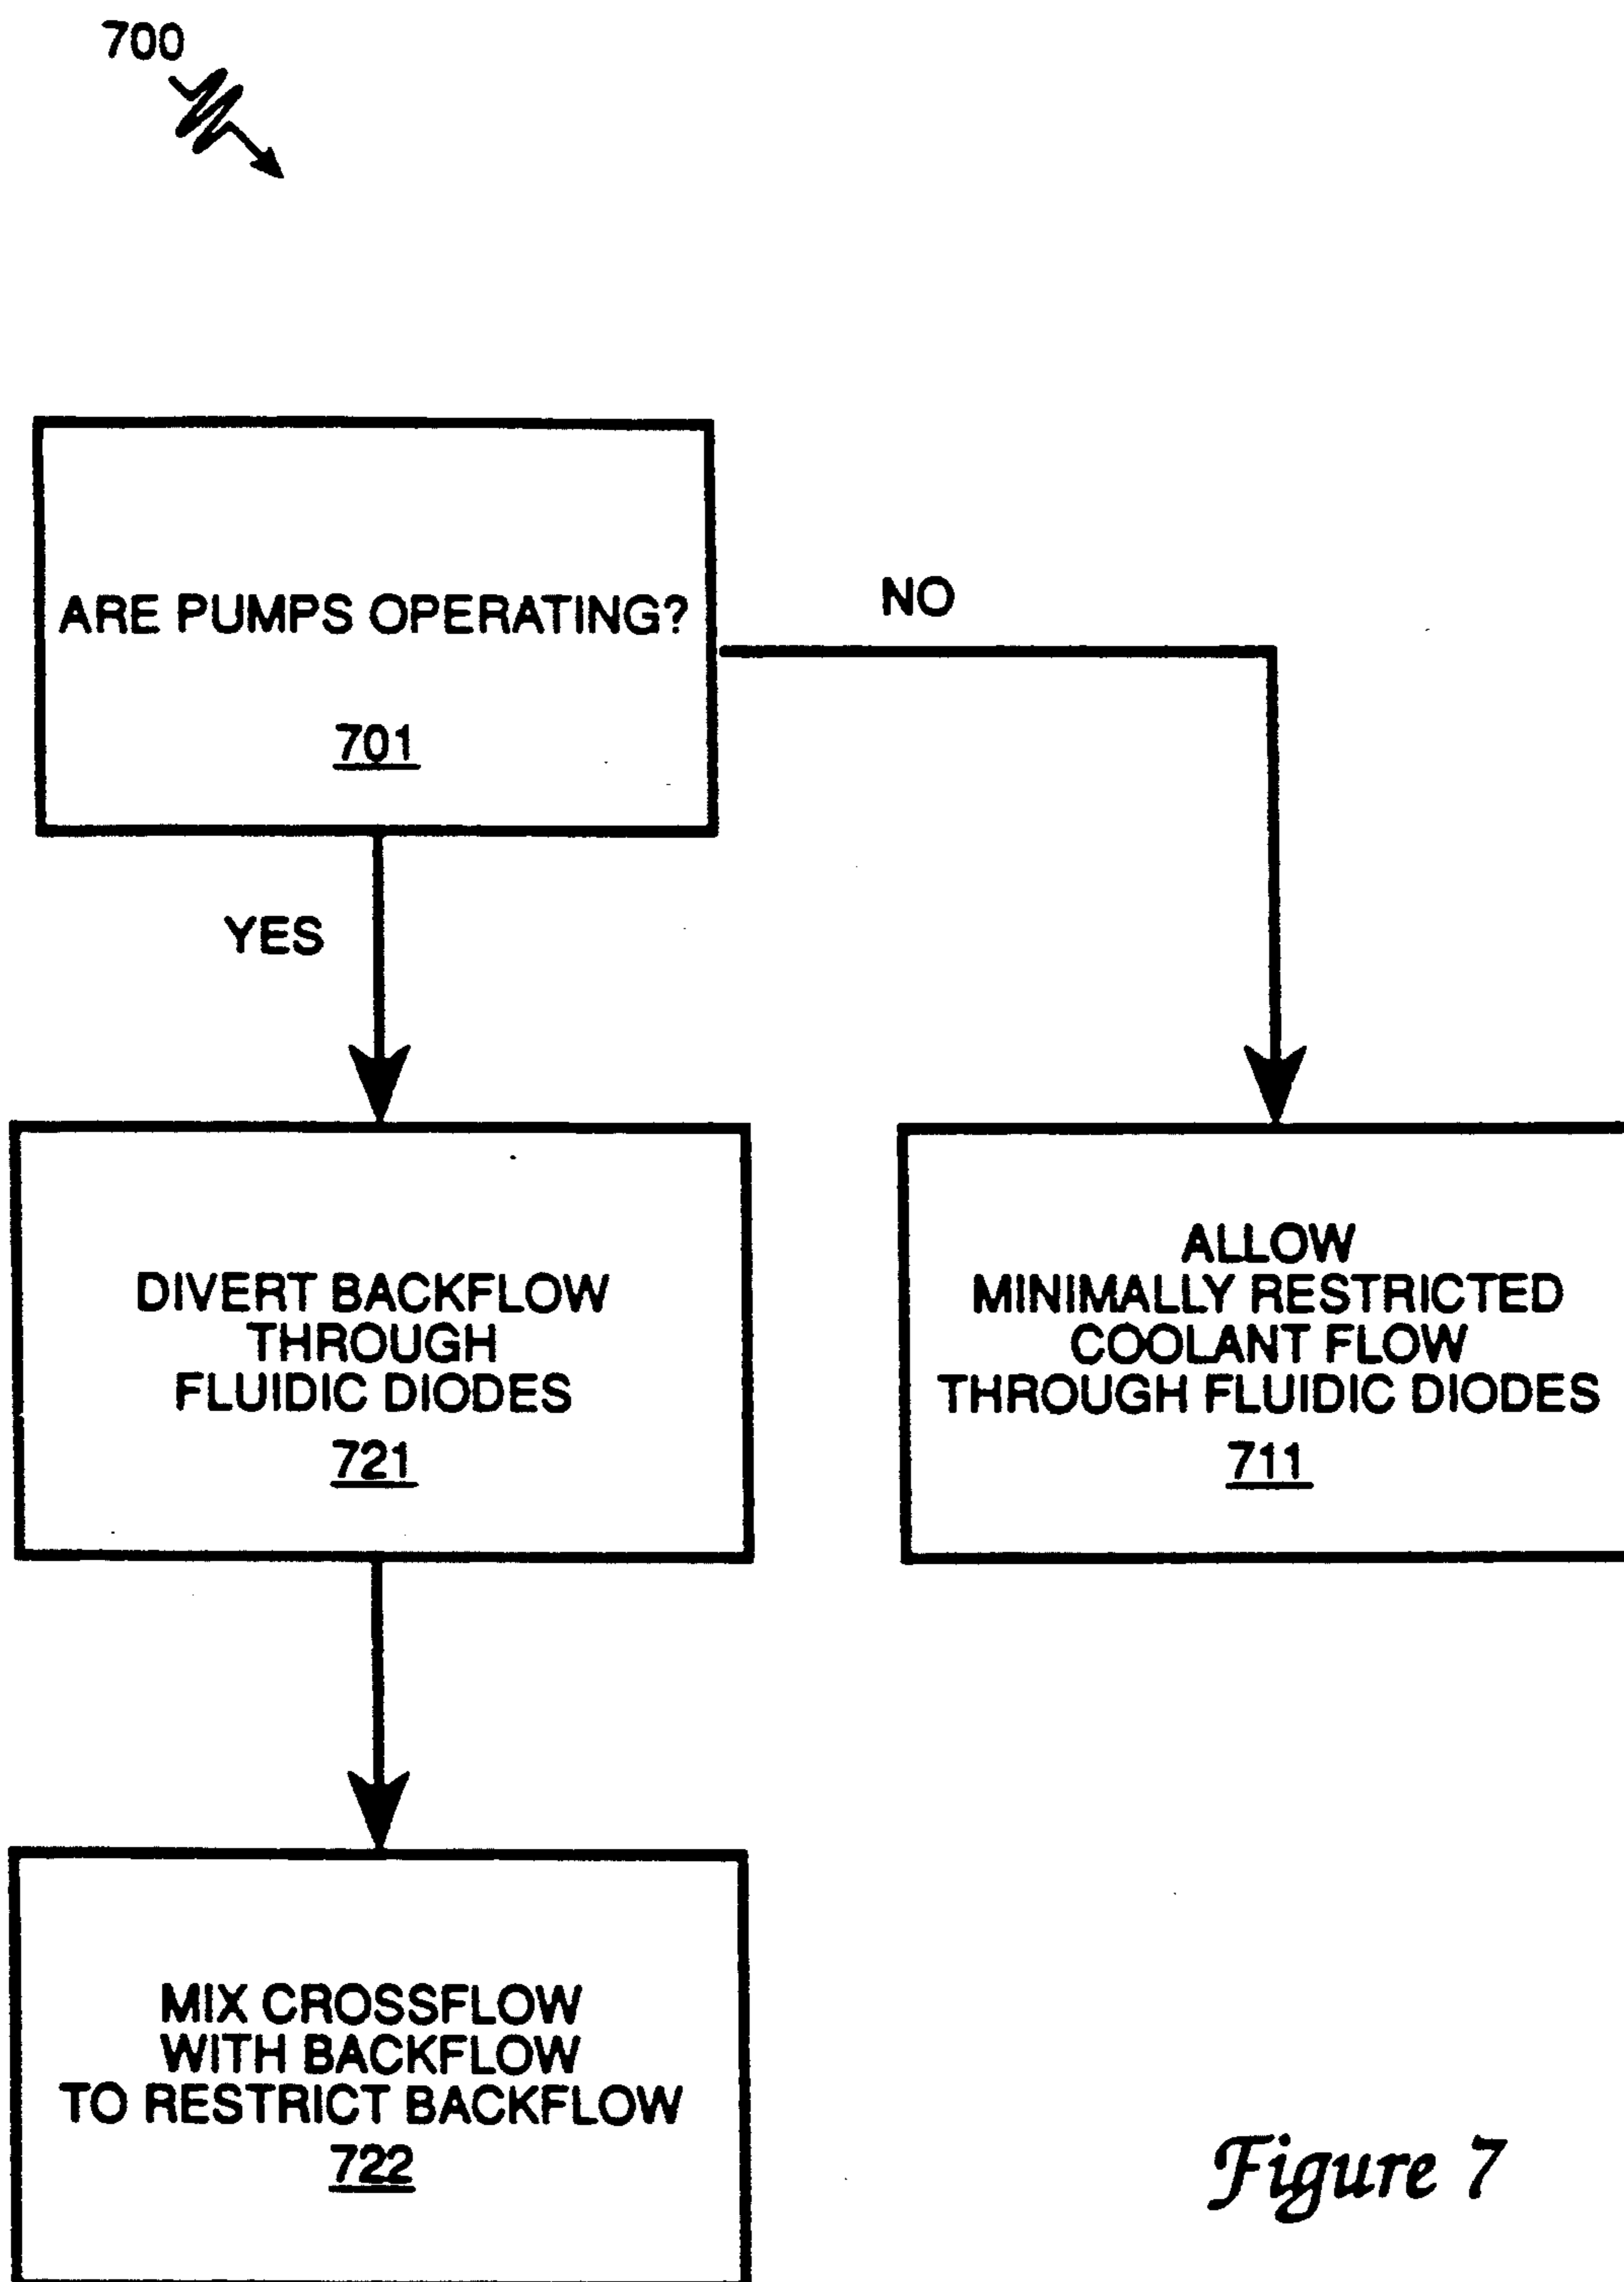 700
ARE PUMPS OPERATING?
701
NO
YES
DIVERT BACKFLOW
THROUGH
FLUIDIC DIODES
721
ALLOW
MINIMALLY RESTRICTED
COOLANT FLOW
THROUGH FLUIDIC DIODES
711
MIX CROSSFLOW
WITH BACKFLOW
TO RESTRICT BACKFLOW
722
Figure 7